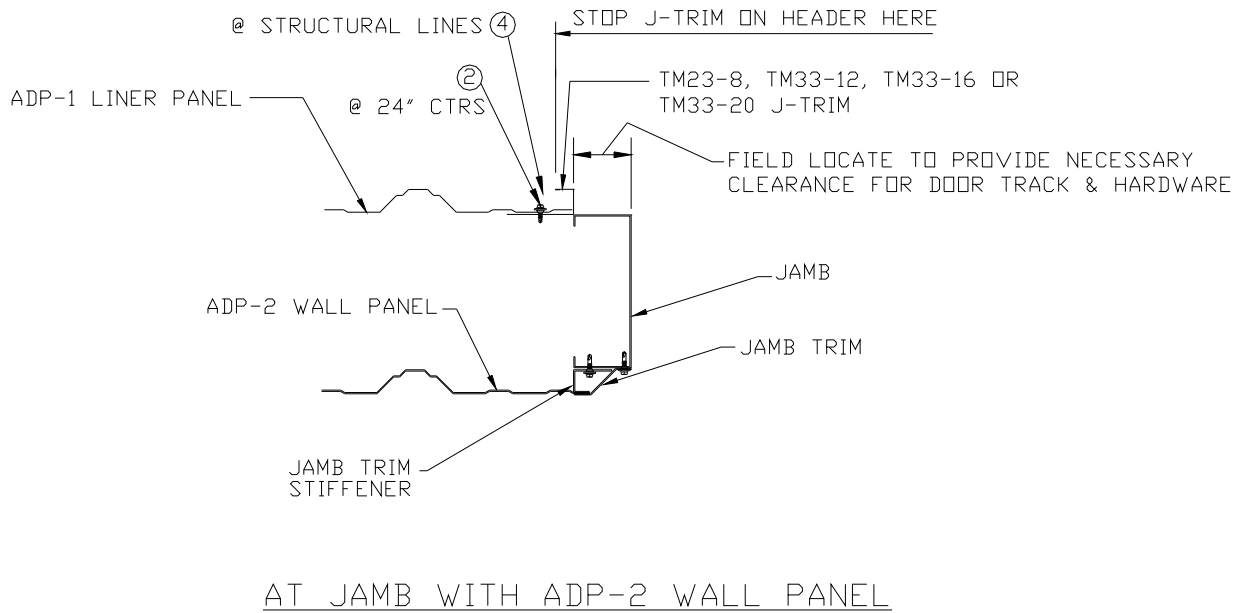 @ STRUCTURAL LINES 4
STOP J-TRIM ON HEADER HERE
2
@ 24" CTRS
ADP-1 LINER PANEL
TM23-8, TM33-12, TM33-16 OR
TM33-20 J-TRIM
FIELD LOCATE TO PROVIDE NECESSARY
CLEARANCE FOR DOOR TRACK & HARDWARE
JAMB
ADP-2 WALL PANEL
JAMB TRIM
JAMB TRIM
STIFFENER
AT JAMB WITH ADP-2 WALL PANEL